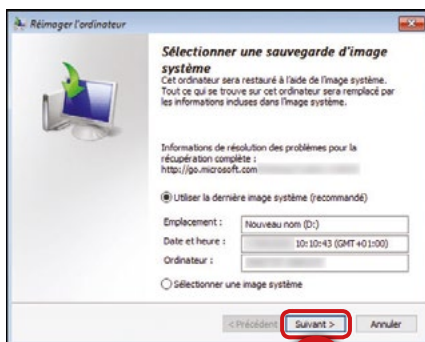 Réimager l'ordinateur
Sélectionner une sauvegarde d'image
système
Cet ordinateur sera restauré à l'aide de l'image système.
Tout ce qui se trouve sur cet ordinateur sera remplacé par
les informations incluses dans l'image système.
Informations de résolution des problèmes pour la
récupération complète :
http://go.microsoft.com
Utiliser la dernière image système (recommandé)
Emplacement : Nouveau nom (D:)
Date et heure : 10:10:43 (GMT+01:00)
Ordinateur :
Sélectionner une image système
< Précédent Suivant > Annuler